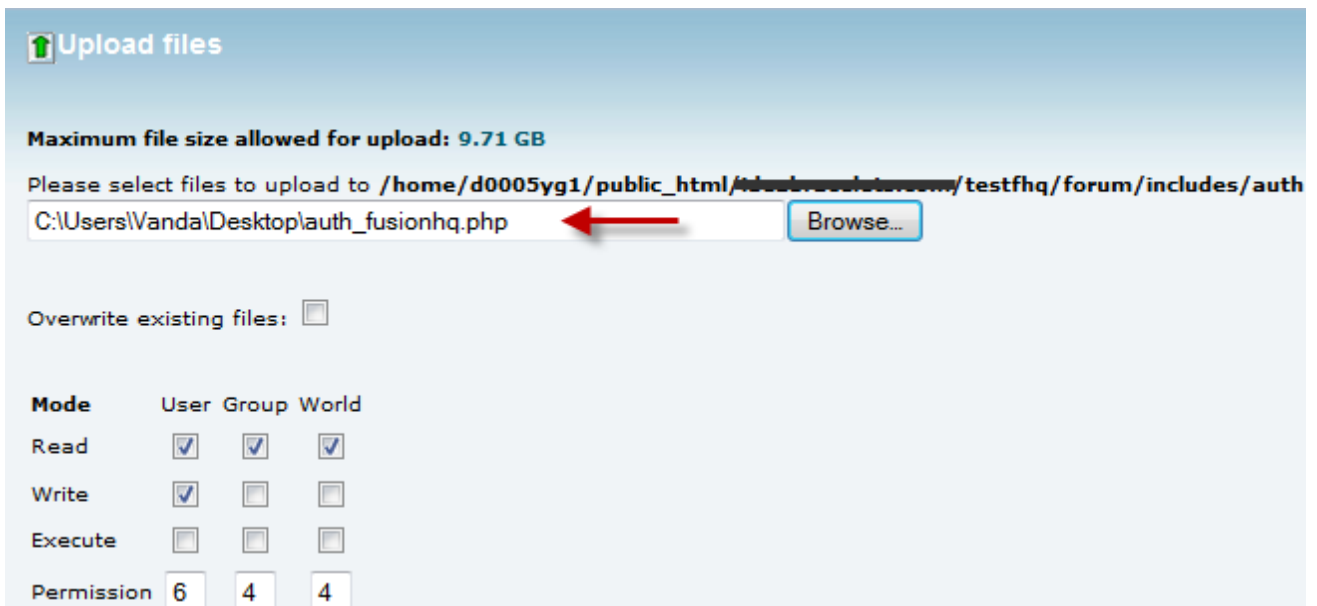 Upload files
Maximum file size allowed for upload: 9.71 GB
Please select files to upload to /home/d0005yg1/public_html/ /testfhq/forum/includes/auth
C:\Users\Vanda\Desktop\auth_fusionhq.php Browse...
Overwrite existing files:
Mode User Group World
Read
Write
Execute
Permission 6 4 4